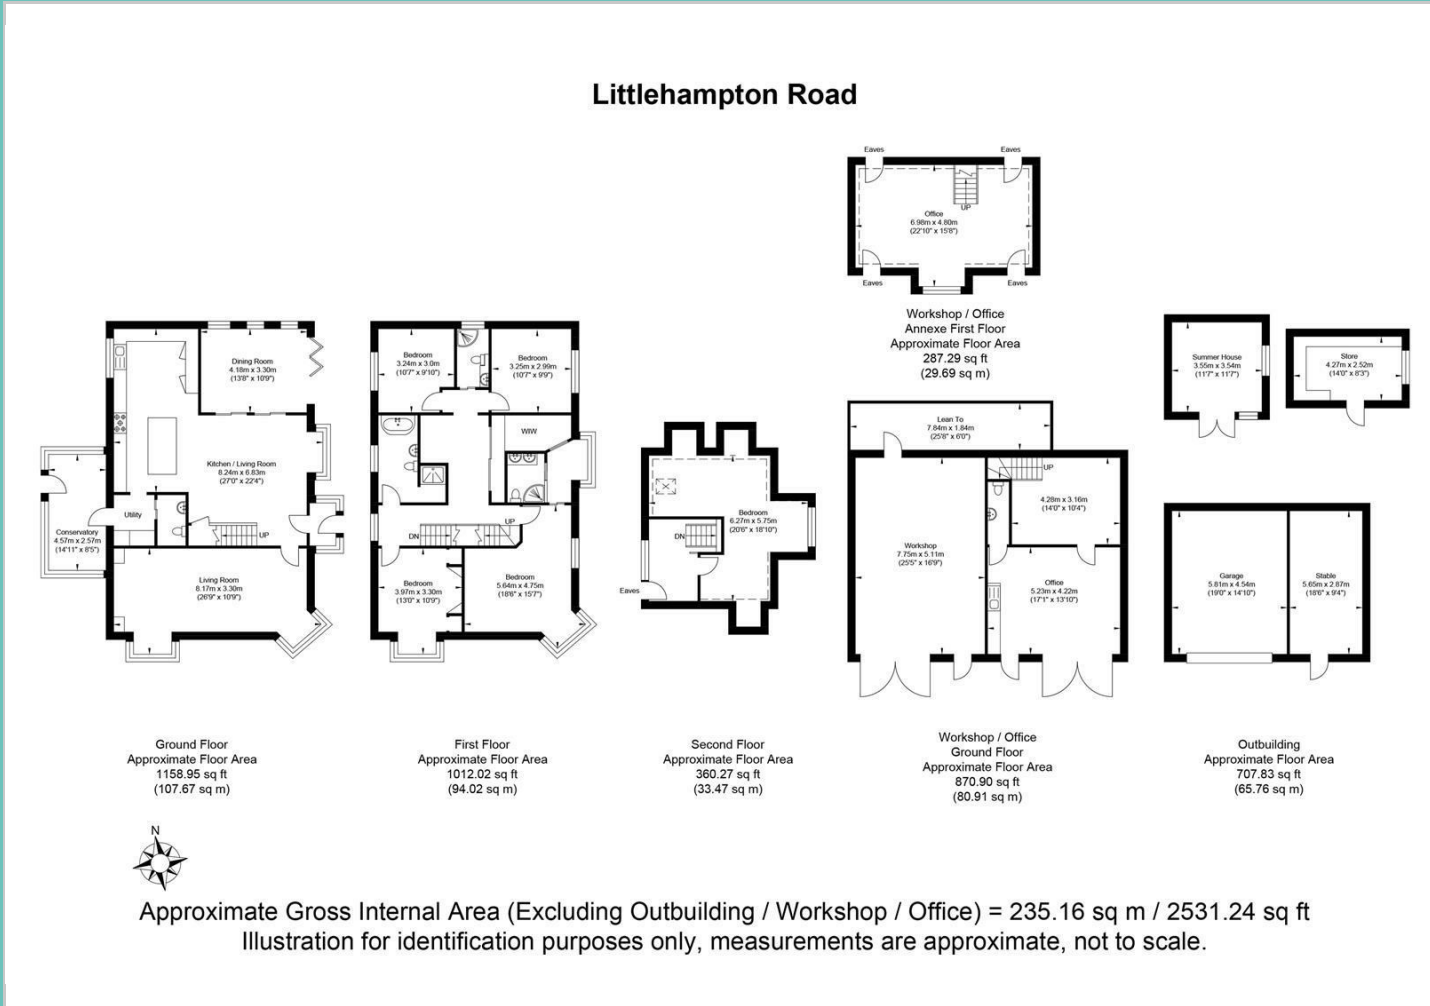 Littlehampton Road
Eaves
Eaves
Office
6.98m x 4.80m
(22'10" x 15'8")
UP
Eaves
Eaves
Workshop / Office
Annexe First Floor
Approximate Floor Area
287.29 sq ft
(29.69 sq m)
Dining Room
4.18m x 3.30m
(13'8" x 10'9")
Kitchen / Living Room
8.24m x 6.83m
(27'0" x 22'4")
Utility
Conservatory
4.57m x 2.57m
(14'11" x 8'5")
UP
Living Room
8.17m x 3.30m
(26'9" x 10'9")
Ground Floor
Approximate Floor Area
1158.95 sq ft
(107.67 sq m)
Bedroom
3.24m x 3.0m
(10'7" x 9'10")
Bedroom
3.25m x 2.99m
(10'7" x 9'9")
WIW
UP
DN
Bedroom
3.97m x 3.30m
(13'0" x 10'9")
Bedroom
5.64m x 4.75m
(18'6" x 15'7")
First Floor
Approximate Floor Area
1012.02 sq ft
(94.02 sq m)
Bedroom
6.27m x 5.75m
(20'6" x 18'10")
DN
Eaves
Second Floor
Approximate Floor Area
360.27 sq ft
(33.47 sq m)
Lean To
7.84m x 1.84m
(25'8" x 6'0")
UP
4.28m x 3.16m
(14'0" x 10'4")
Workshop
7.75m x 5.11m
(25'5" x 16'9")
Office
5.23m x 4.22m
(17'1" x 13'10")
Workshop / Office
Ground Floor
Approximate Floor Area
870.90 sq ft
(80.91 sq m)
Summer House
3.55m x 3.54m
(11'7" x 11'7")
Store
4.27m x 2.52m
(14'0" x 8'3")
Garage
5.81m x 4.54m
(19'0" x 14'10")
Stable
5.65m x 2.87m
(18'6" x 9'4")
Outbuilding
Approximate Floor Area
707.83 sq ft
(65.76 sq m)
N
Approximate Gross Internal Area (Excluding Outbuilding / Workshop / Office) = 235.16 sq m / 2531.24 sq ft
Illustration for identification purposes only, measurements are approximate, not to scale.